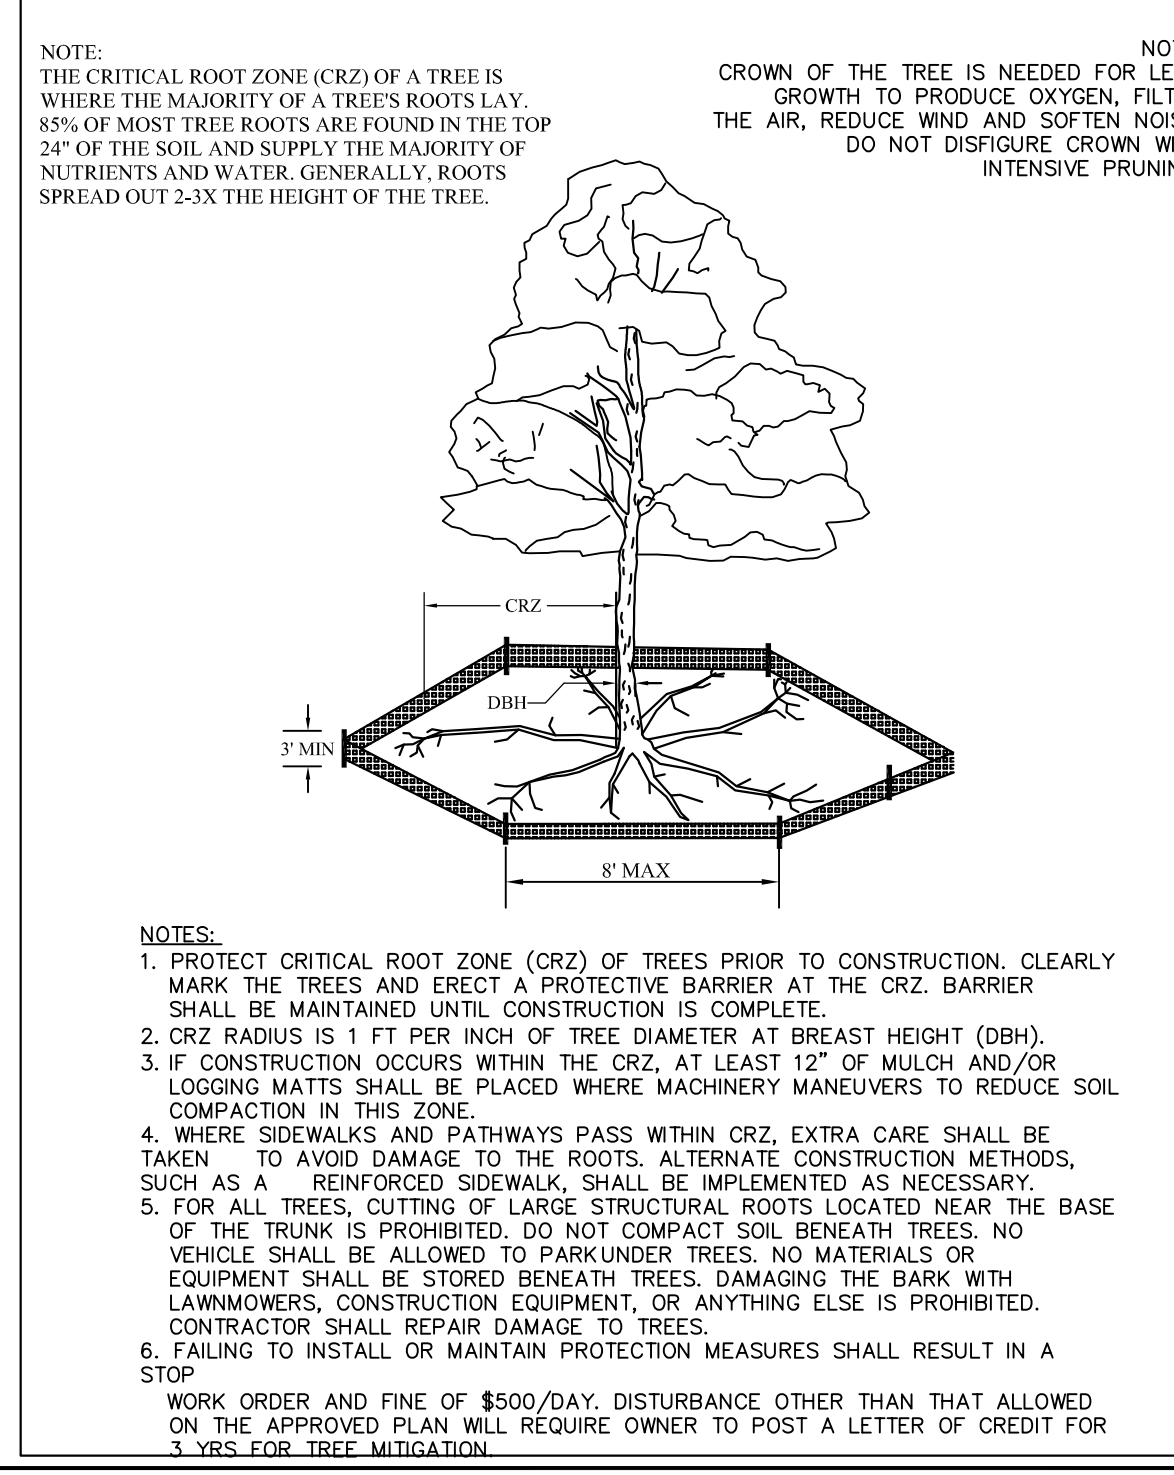 NOTE:
THE CRITICAL ROOT ZONE (CRZ) OF A TREE IS
WHERE THE MAJORITY OF A TREE'S ROOTS LAY.
85% OF MOST TREE ROOTS ARE FOUND IN THE TOP
24" OF THE SOIL AND SUPPLY THE MAJORITY OF
NUTRIENTS AND WATER. GENERALLY, ROOTS
SPREAD OUT 2-3X THE HEIGHT OF THE TREE.
CROWN OF THE TREE IS NEEDED FOR
GROWTH TO PRODUCE OXYGEN,
THE AIR, REDUCE WIND AND SOFTEN
DO NOT DISFIGURE CROWN
INTENSIVE
CRZ
DBH
3' MIN
8' MAX
NOTES:
1. PROTECT CRITICAL ROOT ZONE (CRZ) OF TREES PRIOR TO CONSTRUCTION. CLEARLY
MARK THE TREES AND ERECT A PROTECTIVE BARRIER AT THE CRZ. BARRIER
SHALL BE MAINTAINED UNTIL CONSTRUCTION IS COMPLETE.
2. CRZ RADIUS IS 1 FT PER INCH OF TREE DIAMETER AT BREAST HEIGHT (DBH).
3. IF CONSTRUCTION OCCURS WITHIN THE CRZ, AT LEAST 12" OF MULCH AND/OR
LOGGING MATTS SHALL BE PLACED WHERE MACHINERY MANEUVERS TO REDUCE SOIL
COMPACTION IN THIS ZONE.
4. WHERE SIDEWALKS AND PATHWAYS PASS WITHIN CRZ, EXTRA CARE SHALL BE
TAKEN TO AVOID DAMAGE TO THE ROOTS. ALTERNATE CONSTRUCTION METHODS,
SUCH AS A REINFORCED SIDEWALK, SHALL BE IMPLEMENTED AS NECESSARY.
5. FOR ALL TREES, CUTTING OF LARGE STRUCTURAL ROOTS LOCATED NEAR THE BASE
OF THE TRUNK IS PROHIBITED. DO NOT COMPACT SOIL BENEATH TREES. NO
VEHICLE SHALL BE ALLOWED TO PARK UNDER TREES. NO MATERIALS OR
EQUIPMENT SHALL BE STORED BENEATH TREES. DAMAGING THE BARK WITH
LAWNMOWERS, CONSTRUCTION EQUIPMENT, OR ANYTHING ELSE IS PROHIBITED.
CONTRACTOR SHALL REPAIR DAMAGE TO TREES.
6. FAILING TO INSTALL OR MAINTAIN PROTECTION MEASURES SHALL RESULT IN A
STOP
WORK ORDER AND FINE OF $500/DAY. DISTURBANCE OTHER THAN THAT ALLOWED
ON THE APPROVED PLAN WILL REQUIRE OWNER TO POST A LETTER OF CREDIT FOR
3 YRS FOR TREE MITIGATION.